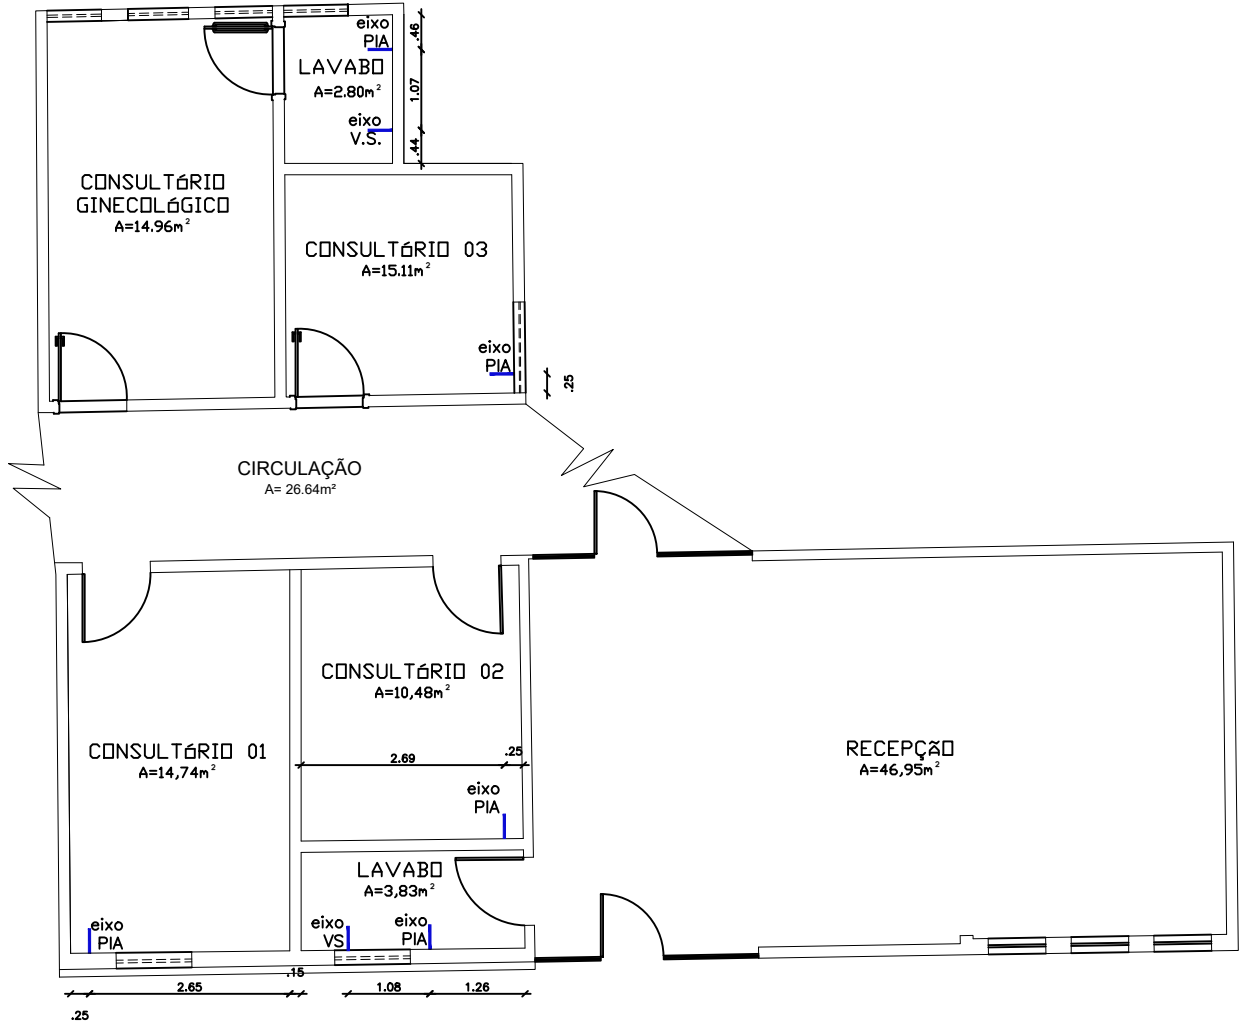 eixo
PIA
.46
LAVABO
A=2.80m²
1.07
eixo
V.S.
.44
CONSULTóRIO
GINECOLóGICO
A=14.96m²
CONSULTóRIO 03
A=15.11m²
eixo
PIA
.25
CIRCULAÇÃO
A= 26.64m²
CONSULTóRIO 02
A=10,48m²
CONSULTóRIO 01
A=14,74m²
2.69
.25
RECEPÇãO
A=46,95m²
eixo
PIA
LAVABO
A=3,83m²
eixo
PIA
eixo
VS
eixo
PIA
.15
2.65
1.08
1.26
.25